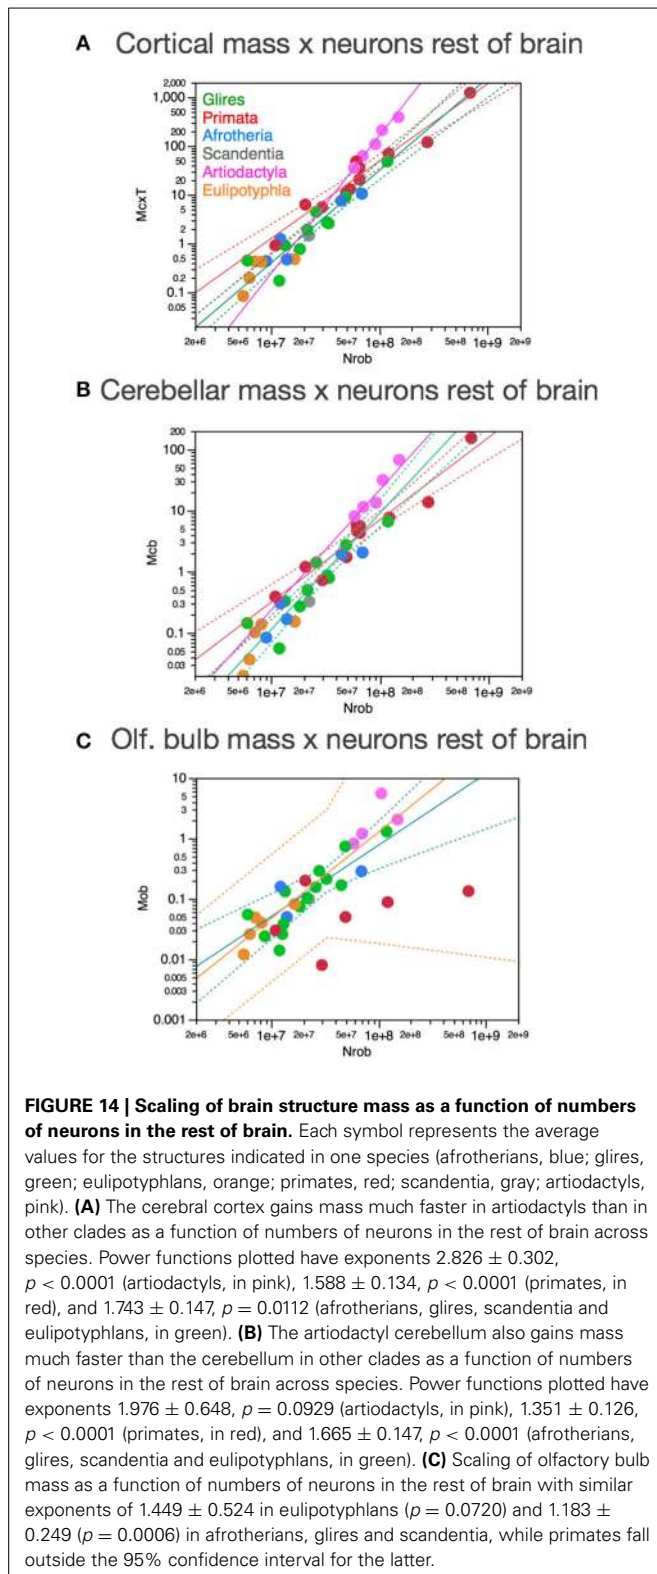 A Cortical mass x neurons rest of brain
2,000
1,000
500
200
100
50
20
10
5
2
1
0.5
0.2
0.1
0.05
McxT
Glires
Primata
Afrotheria
Scandentia
Artiodactyla
Eulipotyphla
2e+6 5e+6 1e+7 2e+7 5e+7 1e+8 2e+8 5e+8 1e+9 2e+9
Nrob
B Cerebellar mass x neurons rest of brain
200
100
50
30
10
5
3
1
0.5
0.3
0.1
0.05
0.03
Mcb
2e+6 5e+6 1e+7 2e+7 5e+7 1e+8 2e+8 5e+8 1e+9 2e+9
Nrob
C Olf. bulb mass x neurons rest of brain
10
5
3
1
0.5
0.3
0.1
0.05
0.03
0.01
0.005
0.003
0.001
Mob
2e+6 5e+6 1e+7 2e+7 5e+7 1e+8 2e+8 5e+8 1e+9 2e+9
Nrob
FIGURE 14 | Scaling of brain structure mass as a function of numbers
of neurons in the rest of brain. Each symbol represents the average
values for the structures indicated in one species (afrotherians, blue; glires,
green; eulipotyphlans, orange; primates, red; scandentia, gray; artiodactyls,
pink). (A) The cerebral cortex gains mass much faster in artiodactyls than in
other clades as a function of numbers of neurons in the rest of brain across
species. Power functions plotted have exponents 2.826 ± 0.302,
p < 0.0001 (artiodactyls, in pink), 1.588 ± 0.134, p < 0.0001 (primates, in
red), and 1.743 ± 0.147, p = 0.0112 (afrotherians, glires, scandentia and
eulipotyphlans, in green). (B) The artiodactyl cerebellum also gains mass
much faster than the cerebellum in other clades as a function of numbers
of neurons in the rest of brain across species. Power functions plotted have
exponents 1.976 ± 0.648, p = 0.0929 (artiodactyls, in pink), 1.351 ± 0.126,
p < 0.0001 (primates, in red), and 1.665 ± 0.147, p < 0.0001 (afrotherians,
glires, scandentia and eulipotyphlans, in green). (C) Scaling of olfactory bulb
mass as a function of numbers of neurons in the rest of brain with similar
exponents of 1.449 ± 0.524 in eulipotyphlans (p = 0.0720) and 1.183 ±
0.249 (p = 0.0006) in afrotherians, glires and scandentia, while primates fall
outside the 95% confidence interval for the latter.